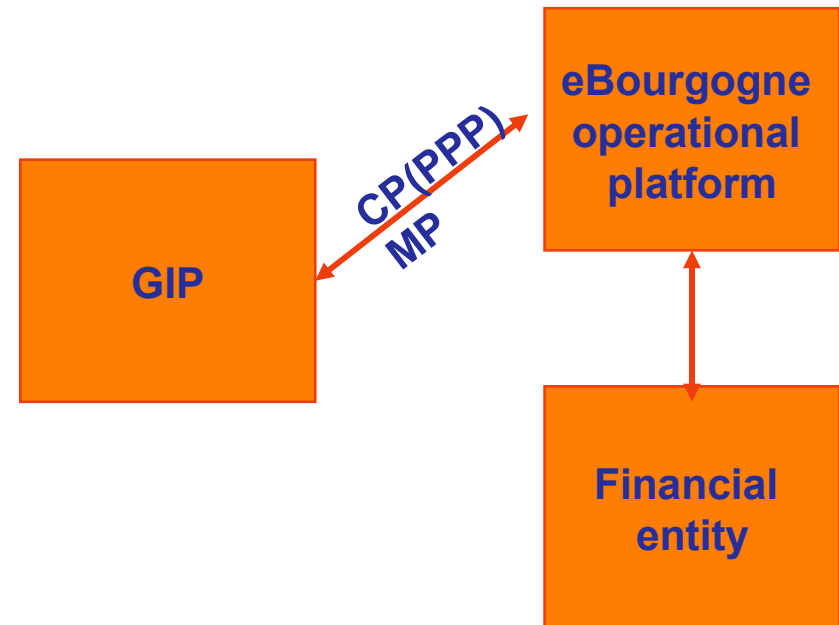 eBourgogne
operational
platform
CP(PPP)
MP
GIP
Financial
entity